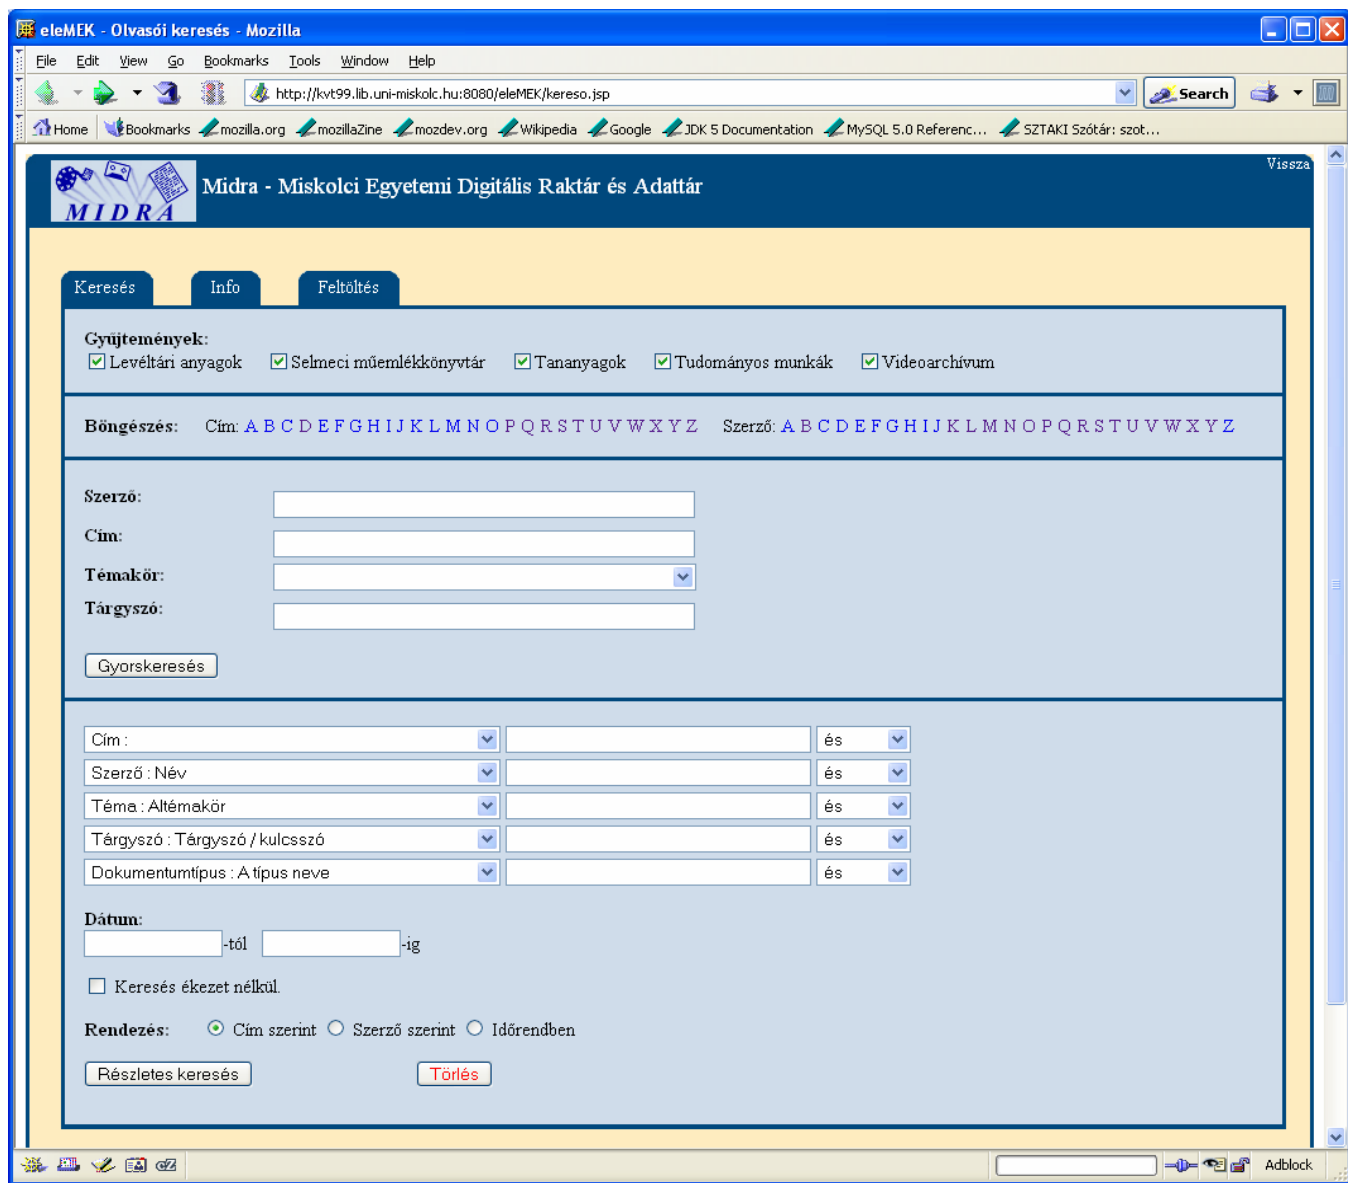 eleMEK - Olvasói keresés - Mozilla
File Edit View Go Bookmarks Tools Window Help
http://kvt99.lib.uni-miskolc.hu:8080/eleMEK/kereso.jsp Search
Home Bookmarks mozilla.org mozillaZine mozdev.org Wikipedia Google JDK 5 Documentation MySQL 5.0 Referenc... SZTAKI Szótár: szot...
Vissza
MIDRA Midra - Miskolci Egyetemi Digitális Raktár és Adattár
Keresés Info Feltöltés
Gyűjtemények:
Levéltári anyagok Selmeci műemlékkönyvtár Tananyagok Tudományos munkák Videoarchívum
Böngészés: Cím: A B C D E F G H I J K L M N O P Q R S T U V W X Y Z Szerző: A B C D E F G H I J K L M N O P Q R S T U V W X Y Z
Szerző:
Cím:
Témakör:
Tárgyszó:
Gyorskeresés
Cím : és
Szerző : Név és
Téma : Altémakör és
Tárgyszó : Tárgyszó / kulcsszó és
Dokumentumtípus : A típus neve és
Dátum:
-tól -ig
Keresés ékezet nélkül.
Rendezés: Cím szerint Szerző szerint Időrendben
Részletes keresés Törlés
Adblock